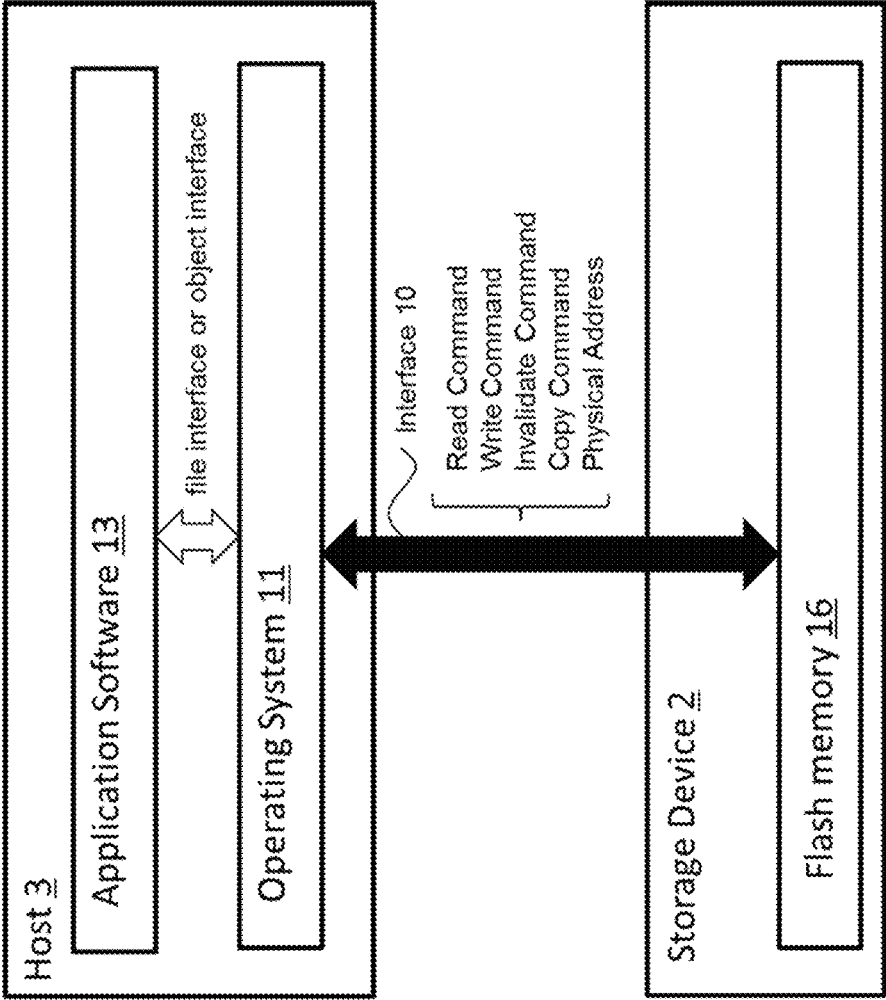 Host 3
Application Software 13
file interface or object interface
Operating System 11
Interface 10
Read Command
Write Command
Invalidate Command
Copy Command
Physical Address
Storage Device 2
Flash memory 16